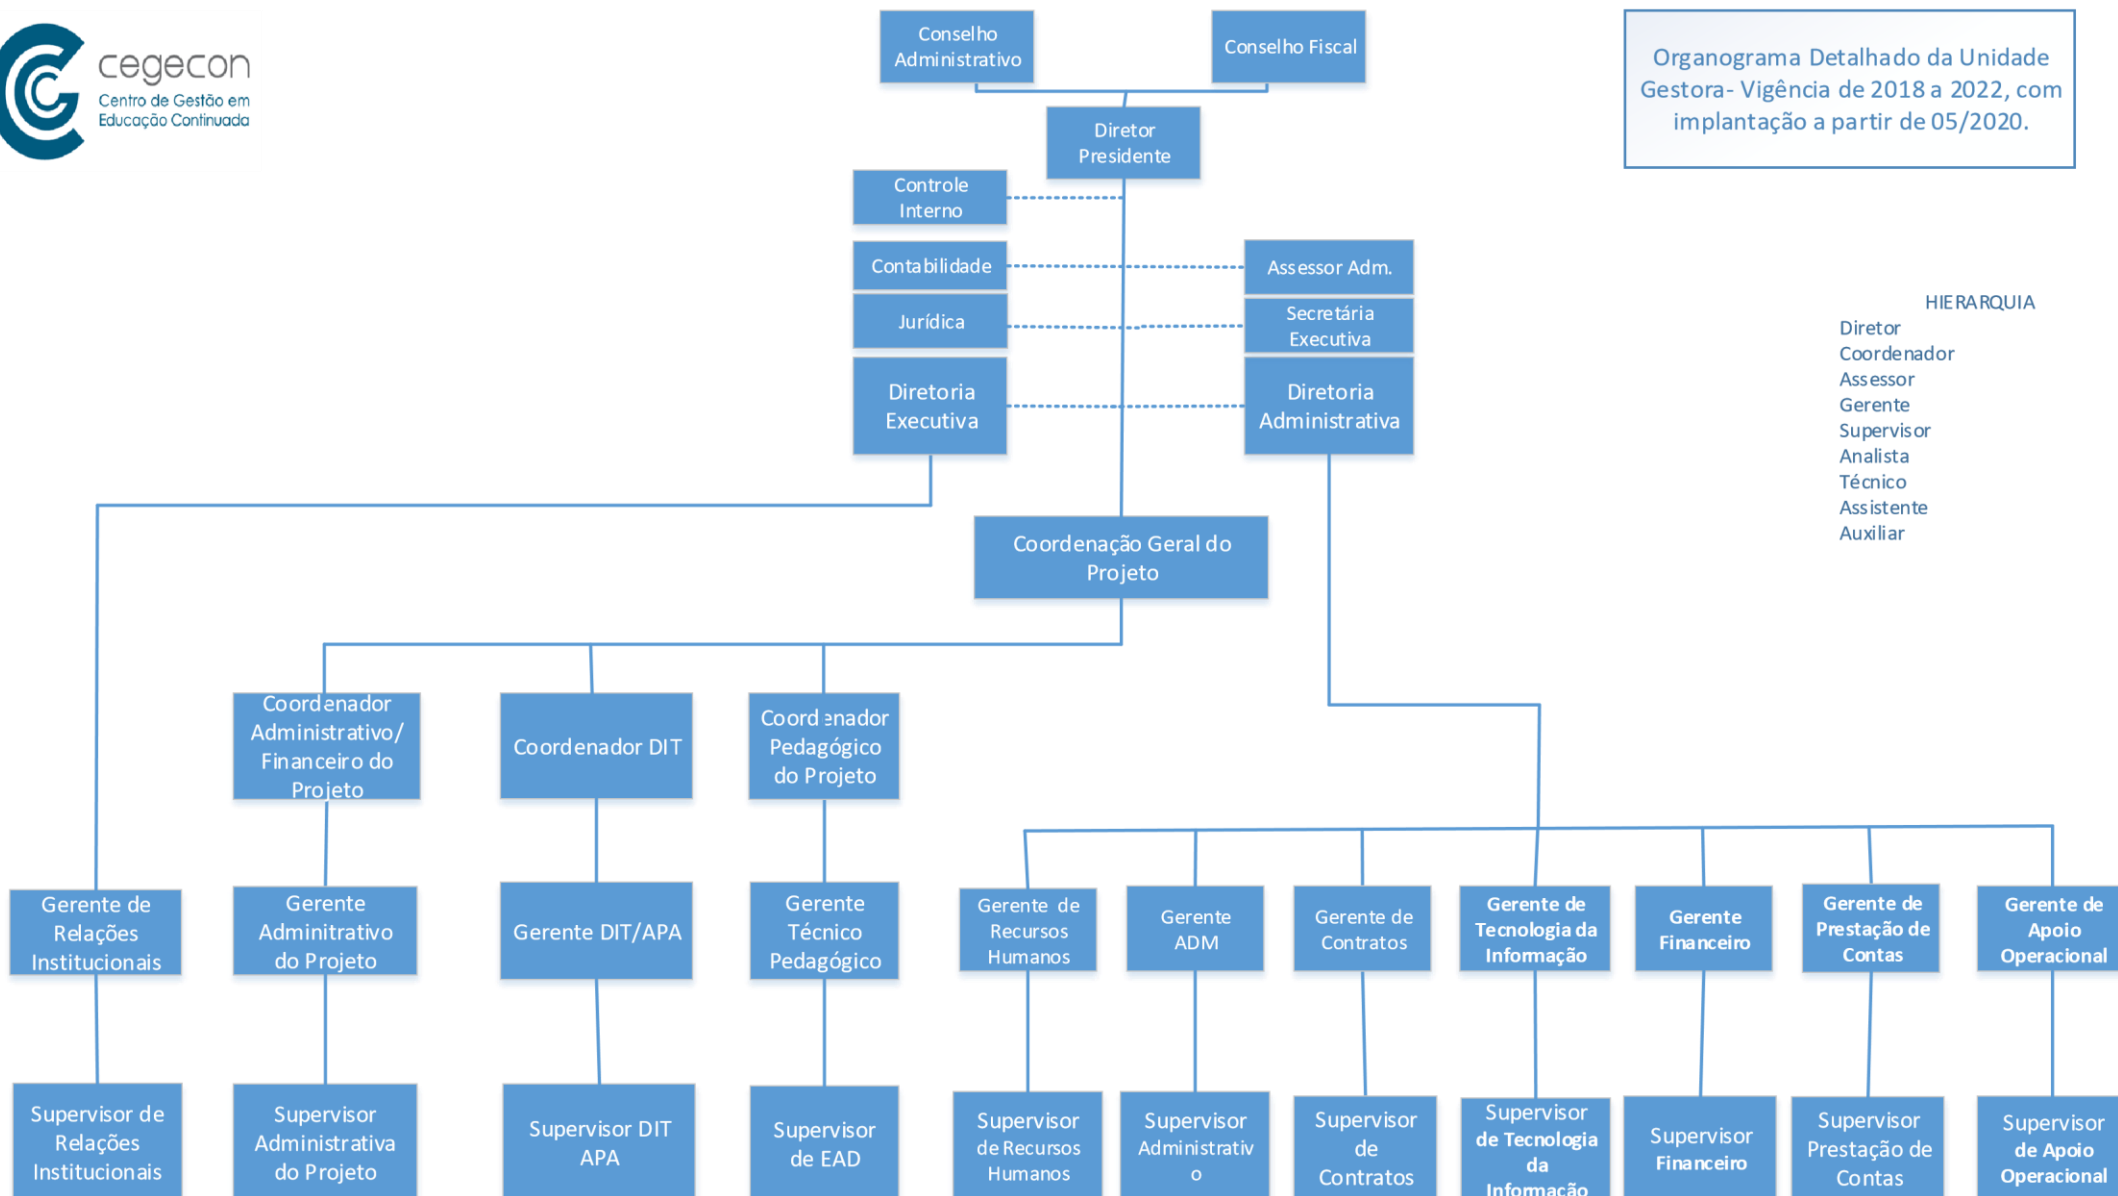 cegecon
Centro de Gestão em
Educação Continuada
Conselho
Administrativo
Conselho Fiscal
Organograma Detalhado da Unidade
Gestora- Vigência de 2018 a 2022, com
implantação a partir de 05/2020.
Diretor
Presidente
Controle
Interno
Contabilidade
Assessor Adm.
Jurídica
Secretária
Executiva
Diretoria
Executiva
Diretoria
Administrativa
HIERARQUIA
Diretor
Coordenador
Assessor
Gerente
Supervisor
Analista
Técnico
Assistente
Auxiliar
Coordenação Geral do
Projeto
Coordenador
Administrativo/
Financeiro do
Projeto
Coordenador DIT
Coordenador
Pedagógico
do Projeto
Gerente de
Relações
Institucionais
Gerente
Adminitrativo
do Projeto
Gerente DIT/APA
Gerente
Técnico
Pedagógico
Gerente de
Recursos
Humanos
Gerente
ADM
Gerente de
Contratos
Gerente de
Tecnologia da
Informação
Gerente
Financeiro
Gerente de
Prestação de
Contas
Gerente de
Apoio
Operacional
Supervisor de
Relações
Institucionais
Supervisor
Administrativa
do Projeto
Supervisor DIT
APA
Supervisor
de EAD
Supervisor
de Recursos
Humanos
Supervisor
Administrativ
o
Supervisor
de
Contratos
Supervisor
de Tecnologia
da
Informação
Supervisor
Financeiro
Supervisor
Prestação de
Contas
Supervisor
de Apoio
Operacional